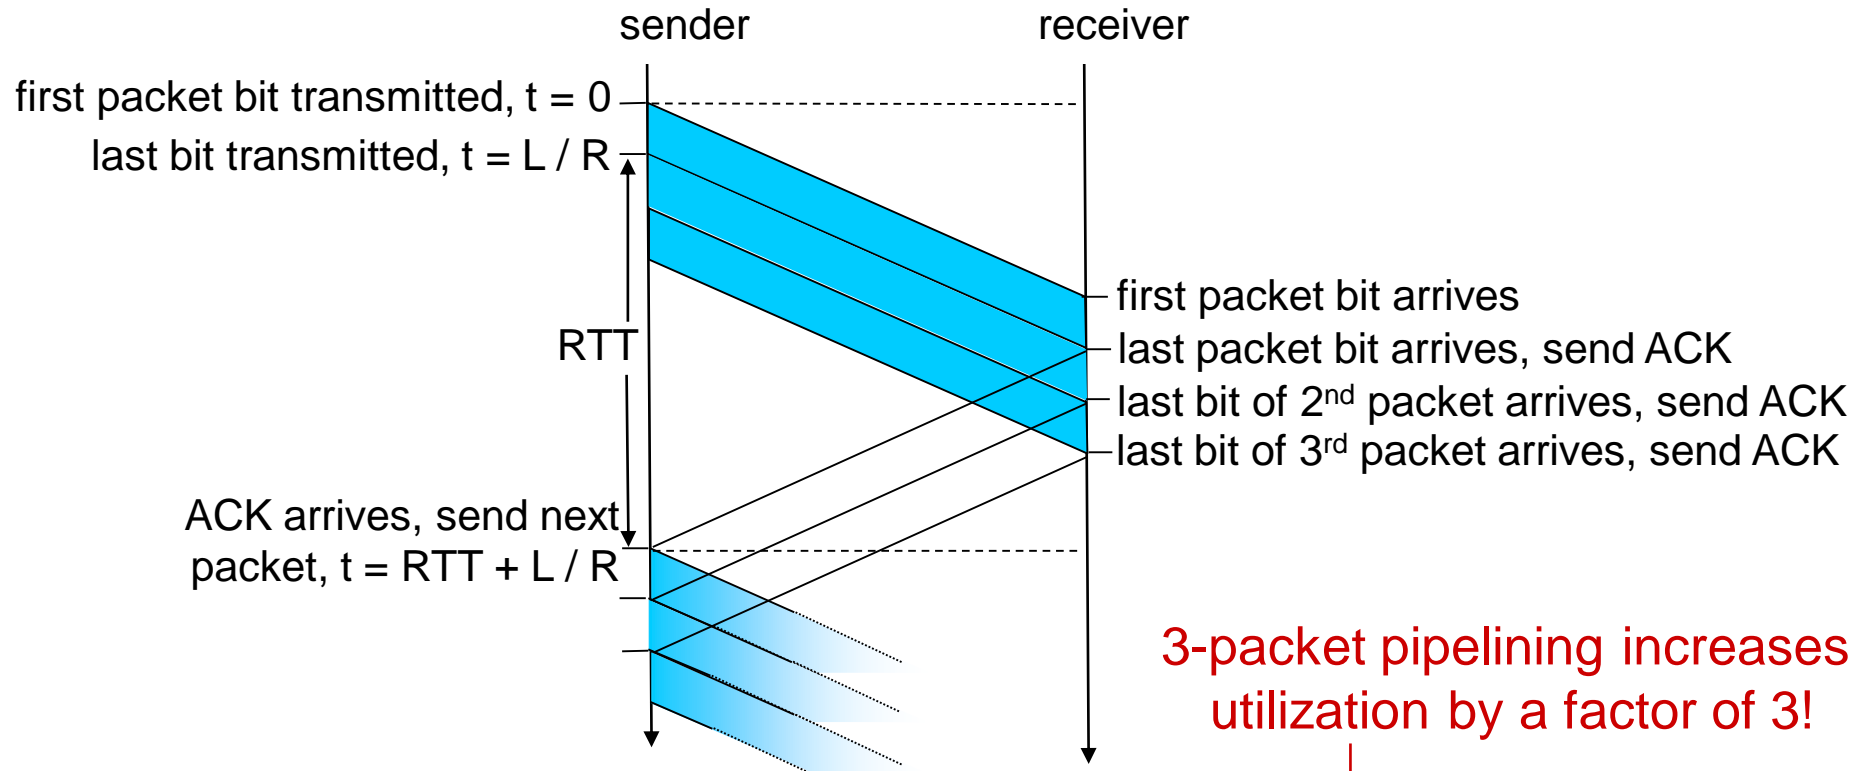 sender
receiver
first packet bit transmitted, t = 0
last bit transmitted, t = L / R
first packet bit arrives
RTT
last packet bit arrives, send ACK
last bit of 2nd packet arrives, send ACK
last bit of 3rd packet arrives, send ACK
ACK arrives, send next
packet, t = RTT + L / R
3-packet pipelining increases
utilization by a factor of 3!